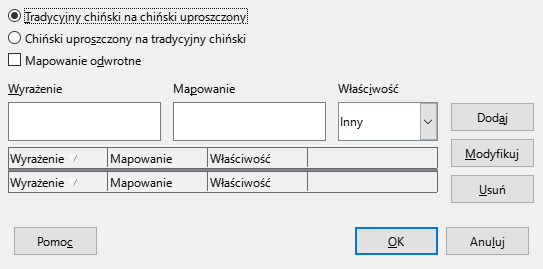 Tradycyjny chiński na chiński uproszczony
Chiński uproszczony na tradycyjny chiński
Mapowanie odwrotne
Wyrażenie Mapowanie Właściwość
Inny
Dodaj
Wyrażenie Mapowanie Właściwość
Modyfikuj
Wyrażenie Mapowanie Właściwość
Usuń
Pomoc OK Anuluj